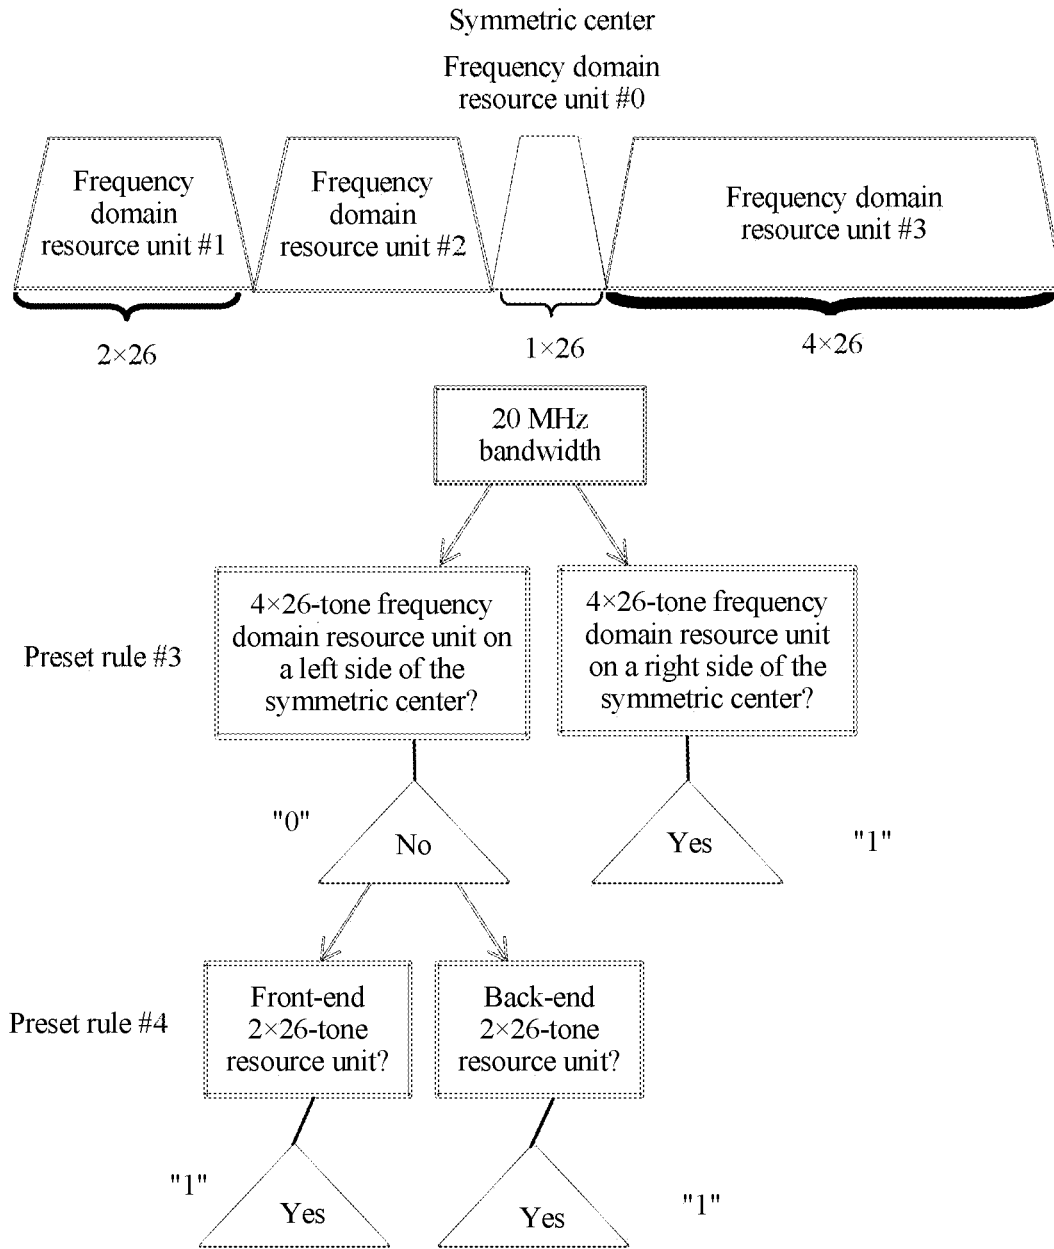 Symmetric center
Frequency domain
resource unit #0
Frequency
domain
resource unit #1
Frequency
domain
resource unit #2
Frequency domain
resource unit #3
2×26
1×26
4×26
20 MHz
bandwidth
Preset rule #3
4×26-tone frequency
domain resource unit on
a left side of the
symmetric center?
4×26-tone frequency
domain resource unit
on a right side of the
symmetric center?
"0"
No
Yes
"1"
Preset rule #4
Front-end
2×26-tone
resource unit?
Back-end
2×26-tone
resource unit?
"1"
Yes
Yes
"1"